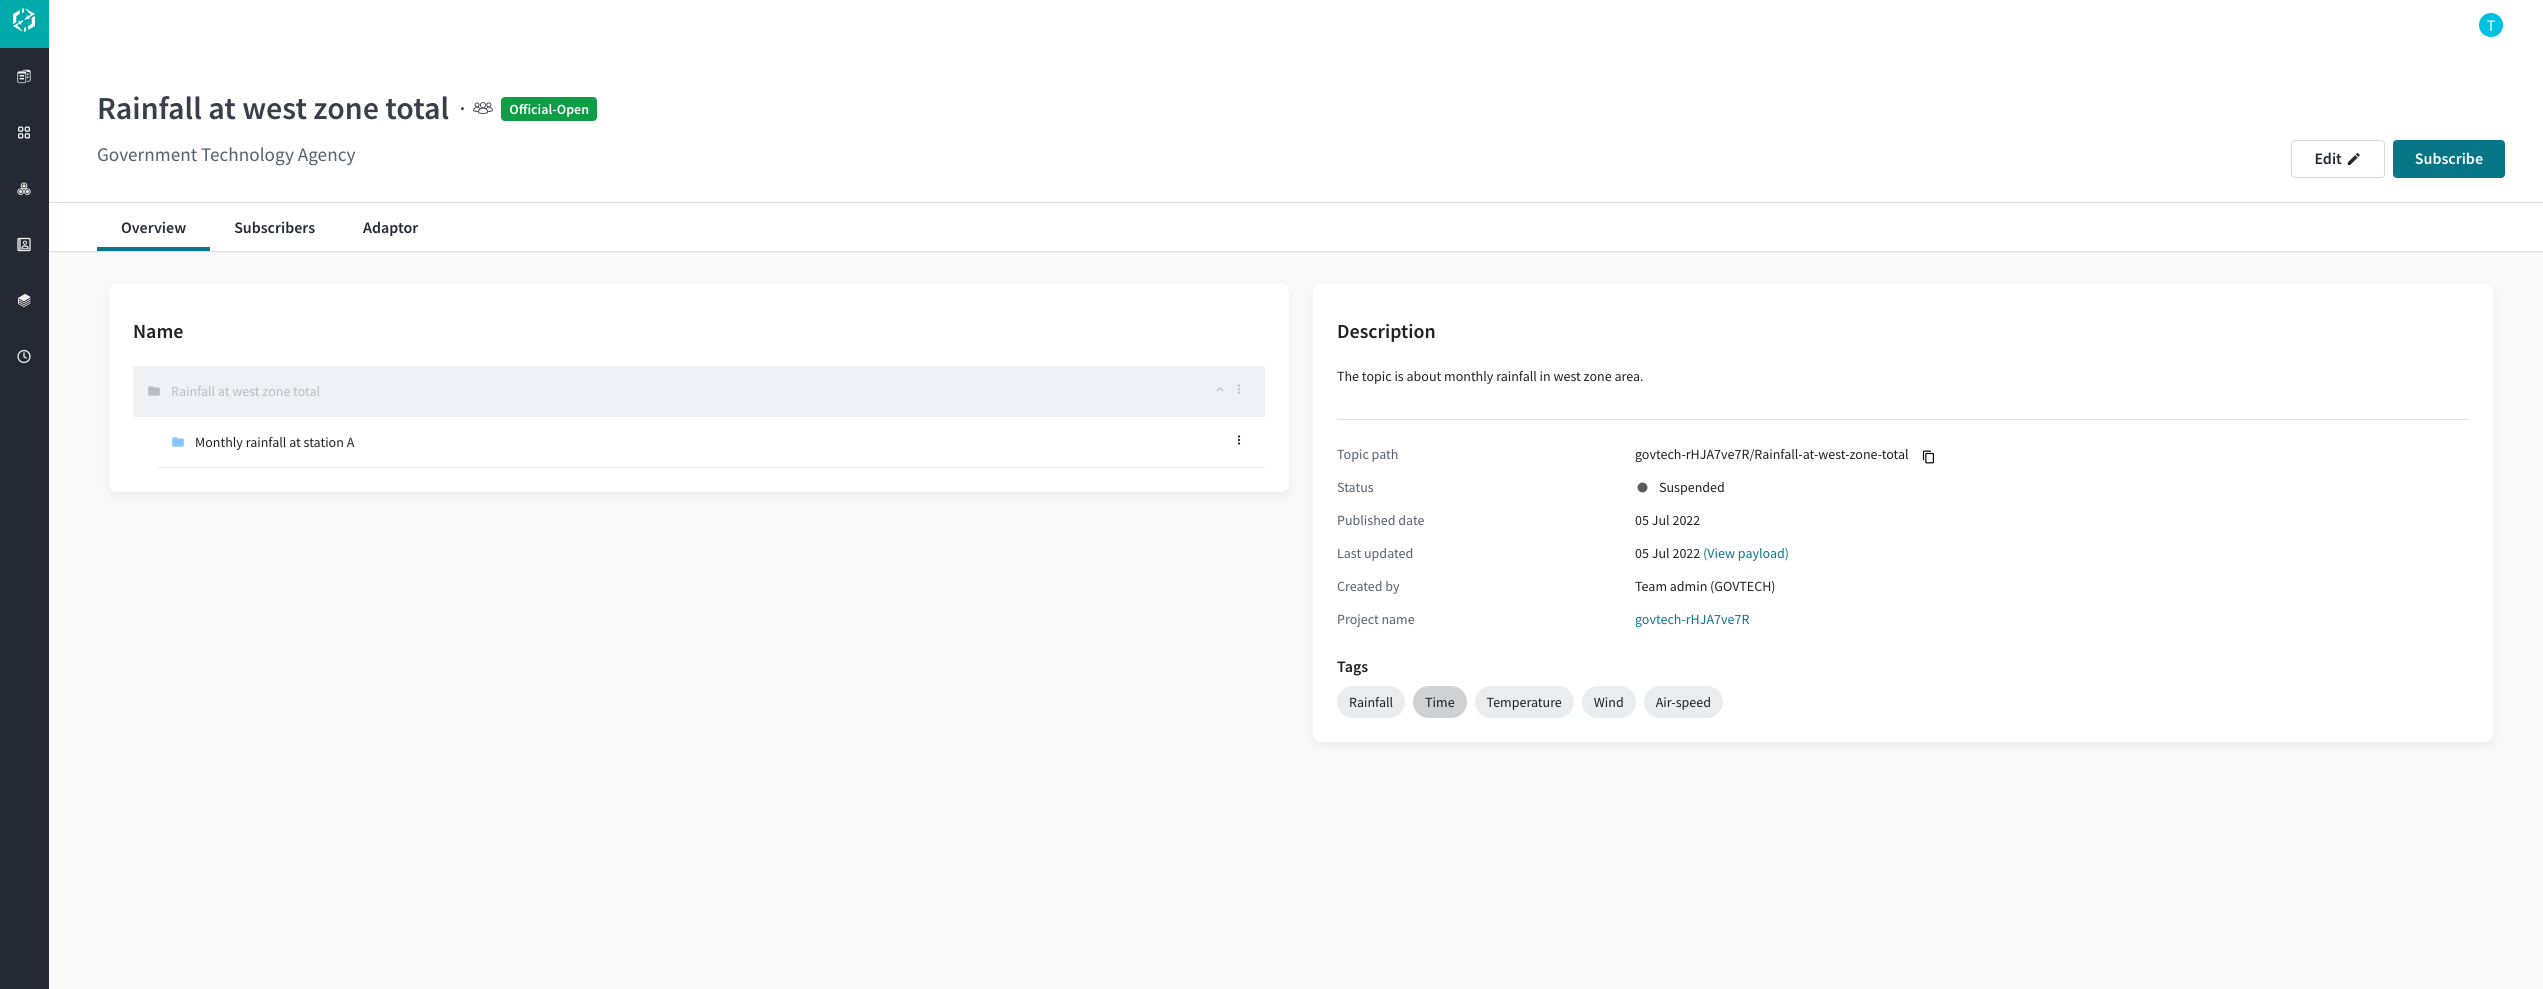 T
Rainfall at west zone total · Official-Open
Government Technology Agency
Edit
Subscribe
Overview
Subscribers
Adaptor
Name
Rainfall at west zone total
Monthly rainfall at station A
Description
The topic is about monthly rainfall in west zone area.
Topic path govtech-rHJA7ve7R/Rainfall-at-west-zone-total
Status Suspended
Published date 05 Jul 2022
Last updated 05 Jul 2022 (View payload)
Created by Team admin (GOVTECH)
Project name govtech-rHJA7ve7R
Tags
Rainfall Time Temperature Wind Air-speed